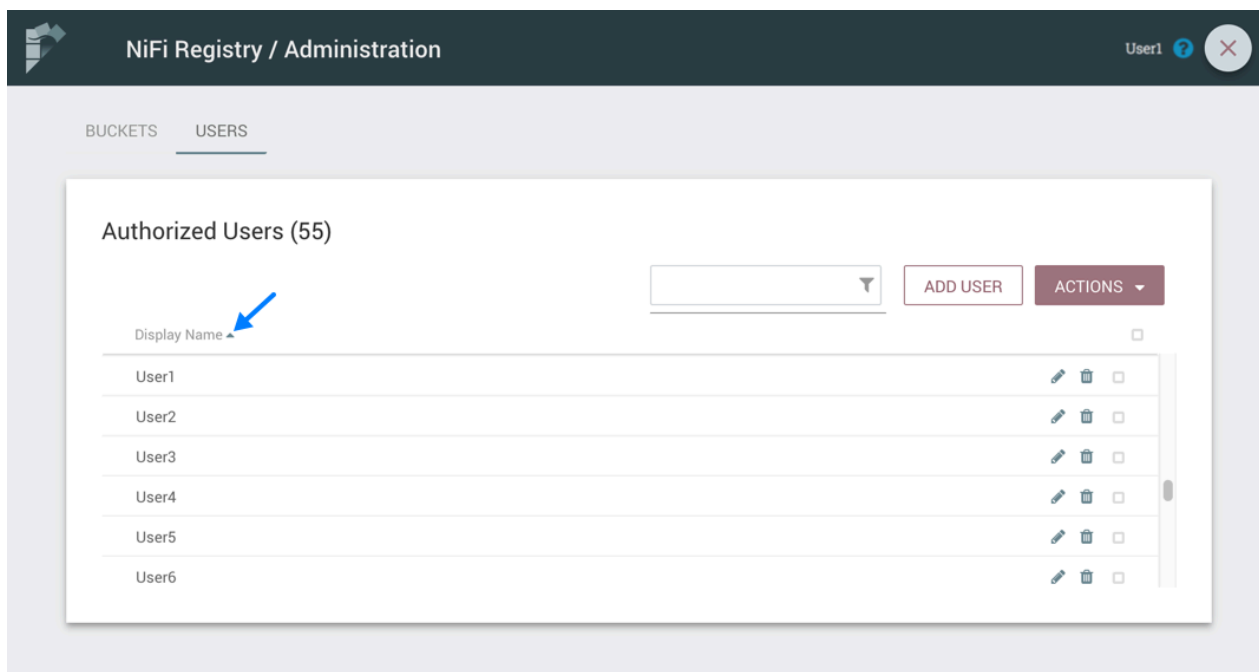 NiFi Registry / Administration
User1 ?
BUCKETS USERS
Authorized Users (55)
ADD USER ACTIONS
Display Name
User1
User2
User3
User4
User5
User6